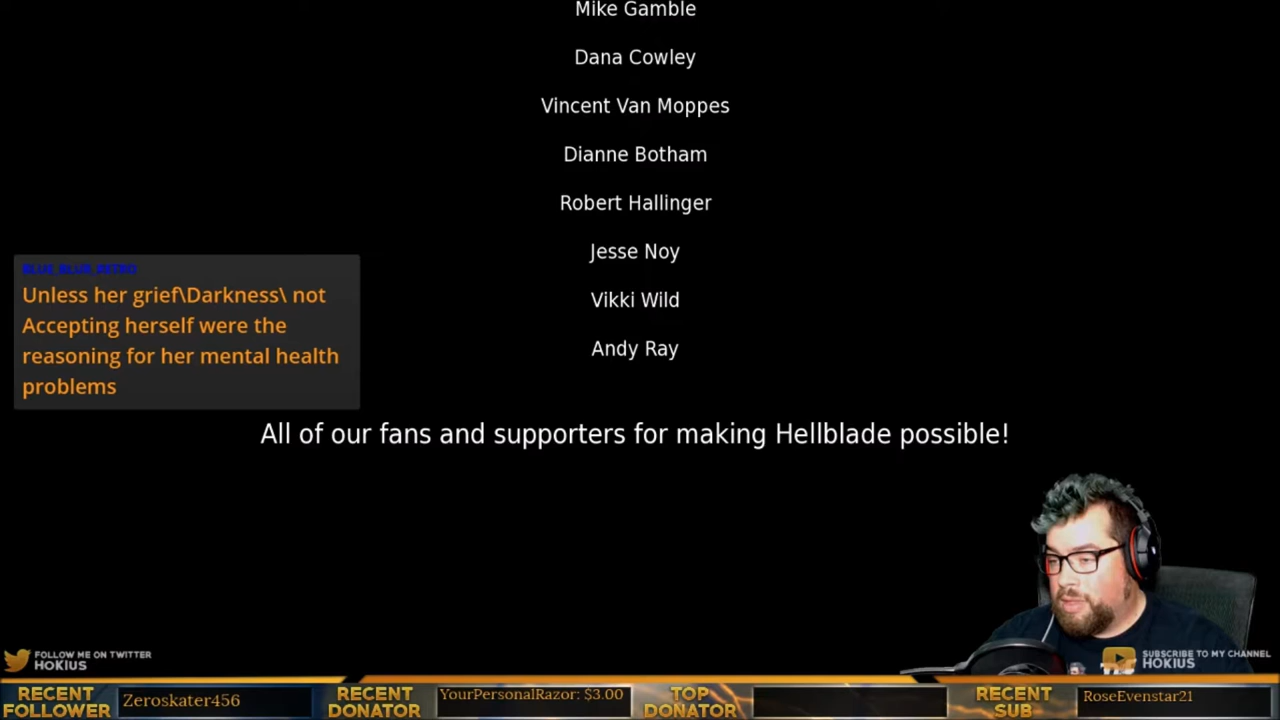 Mike Gamble
Dana Cowley
Vincent Van Moppes
Dianne Botham
Robert Hallinger
Jesse Noy
Vikki Wild
Andy Ray
Unless her grief\Darkness\ not
Accepting herself were the
reasoning for her mental health
problems
All of our fans and supporters for making Hellblade possible!
FOLLOW ME ON TWITTER
HOKIUS
SUBSCRIBE TO MY CHANNEL
HOKIUS
RECENT
FOLLOWER
Zeroskater456
RECENT
DONATOR
YourPersonalRazor: $3.00
TOP
DONATOR
RECENT
SUB
RoseEvenstar21